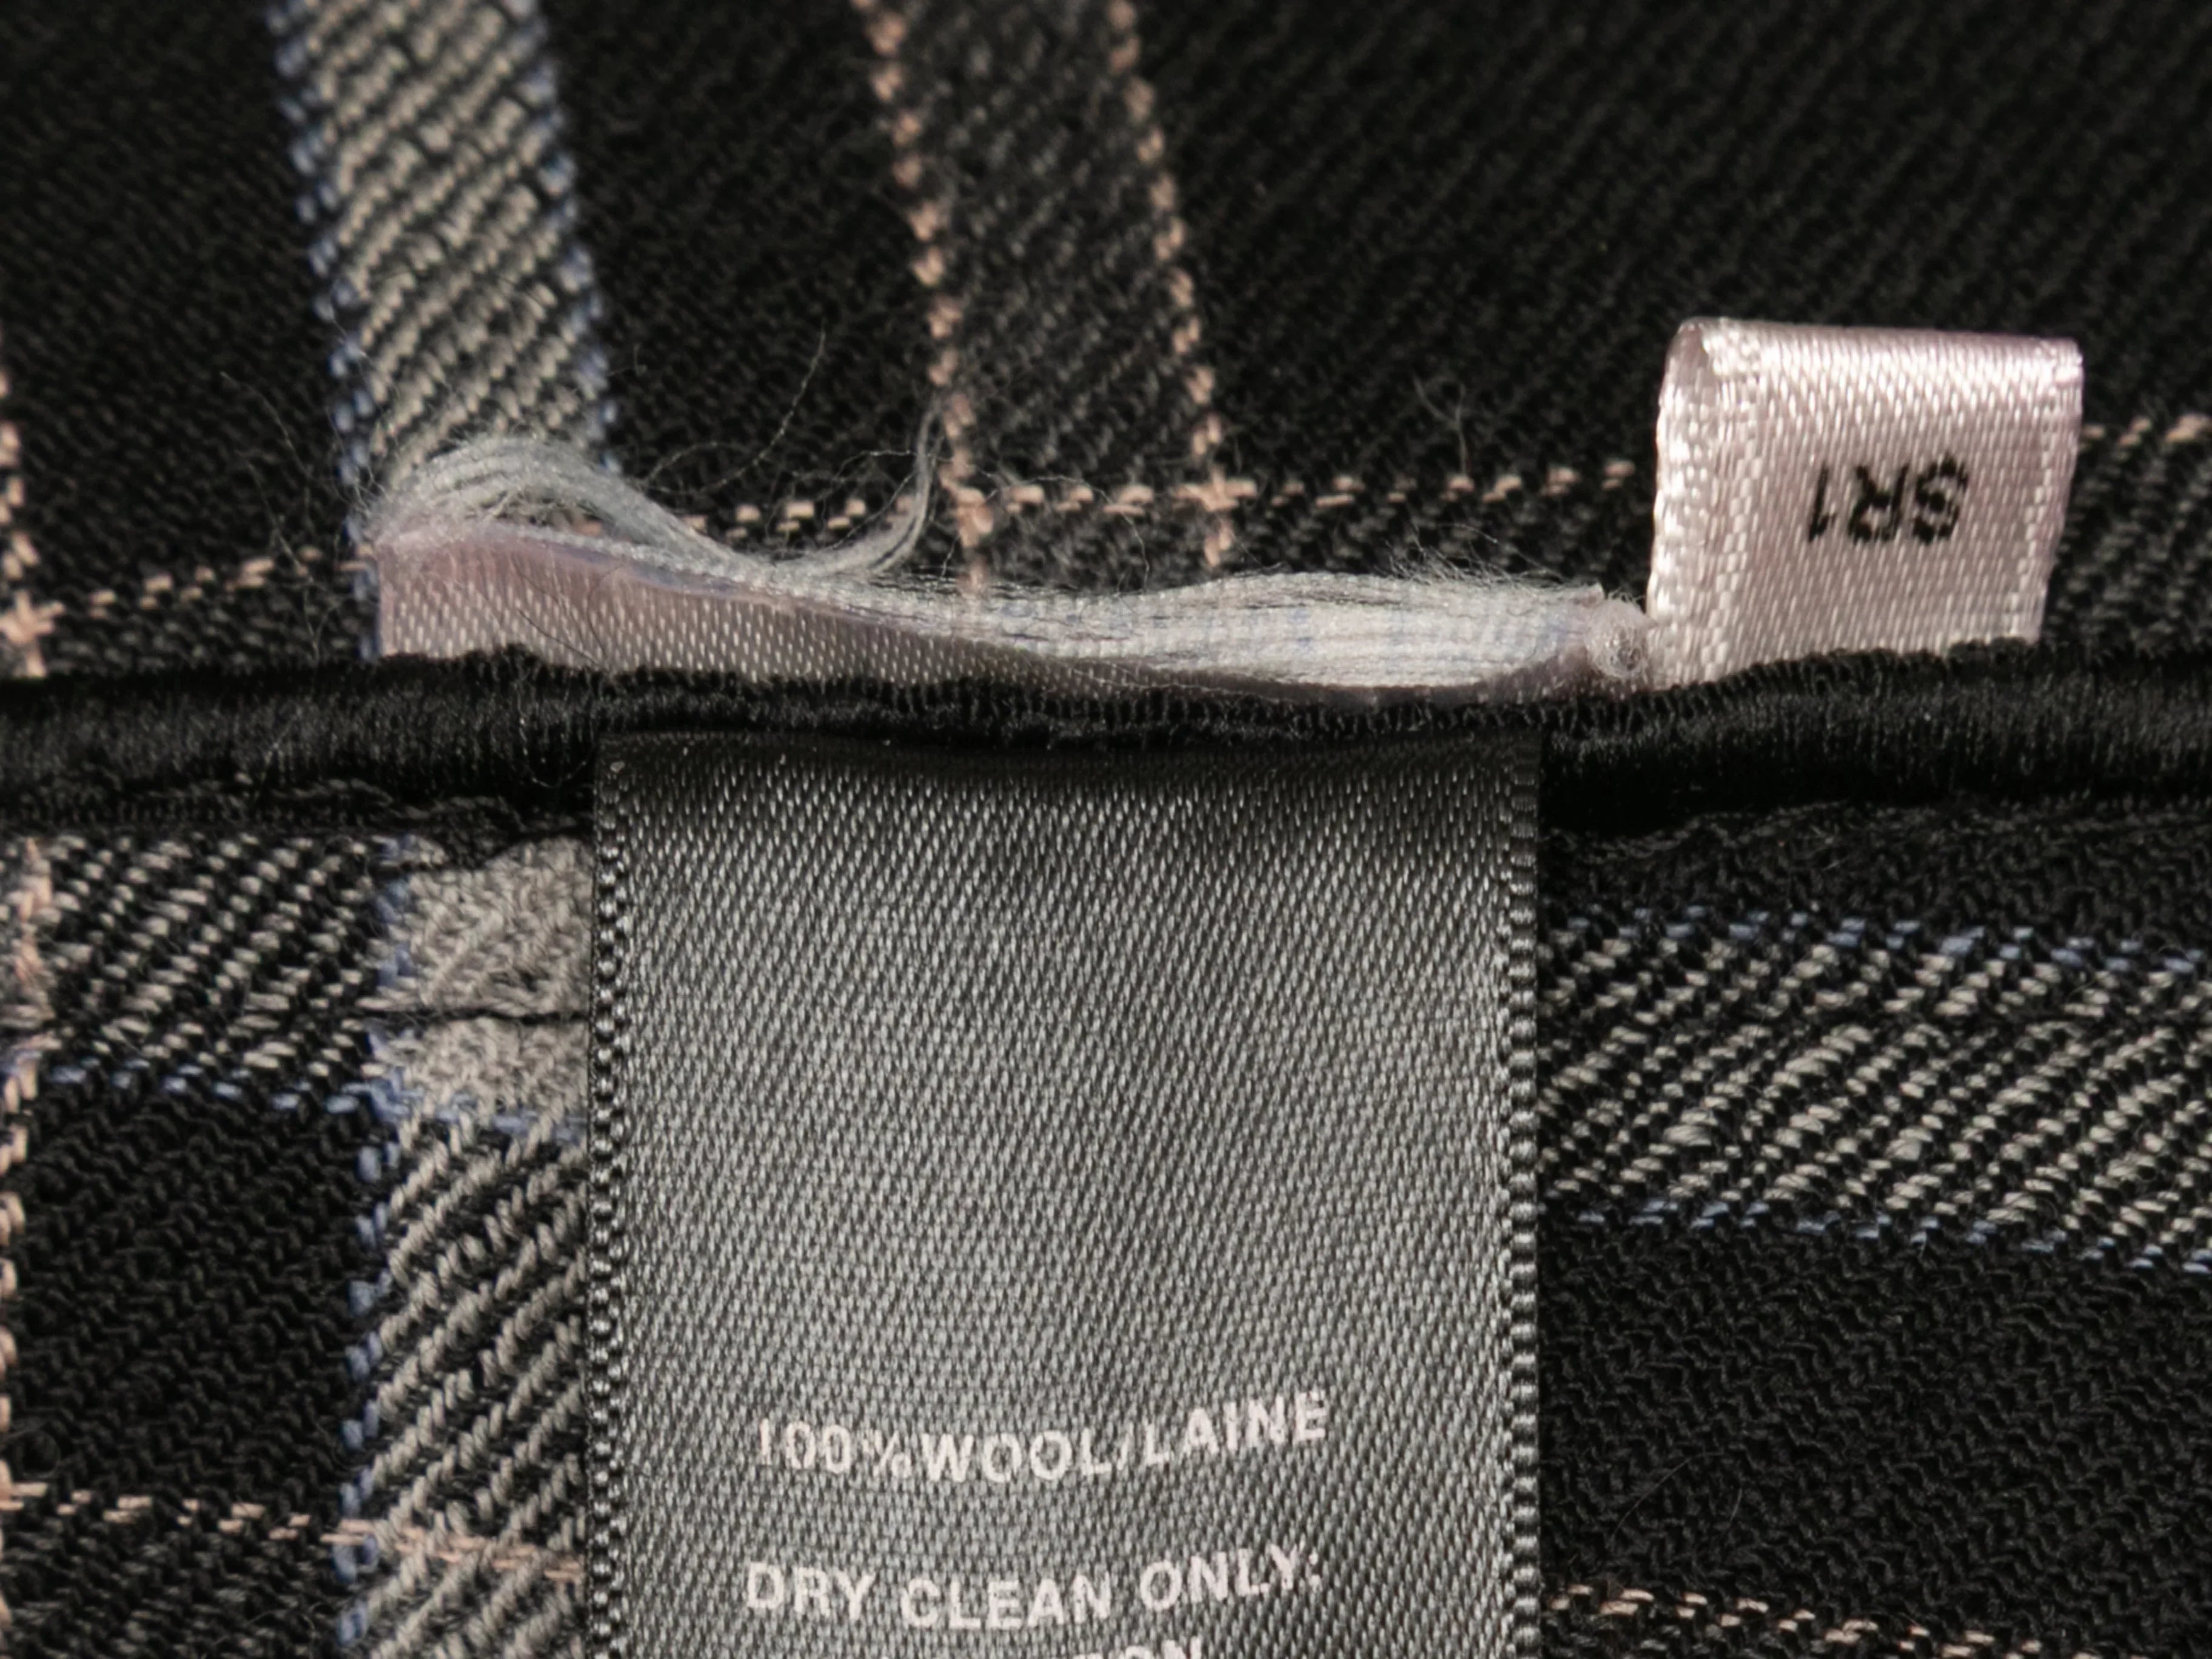 SR1
100%WOOL/LAINE
DRY CLEAN ONLY: